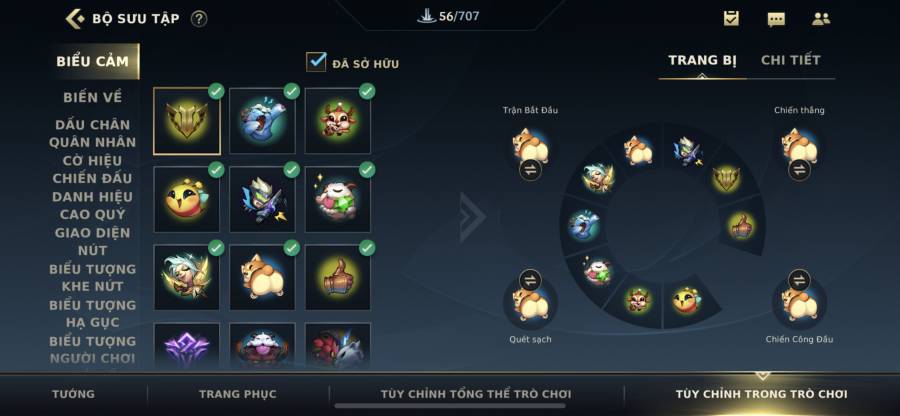 BỘ SƯU TẬP ?
56/707
BIỂU CẢM
ĐÃ SỞ HỮU
TRANG BỊ
CHI TIẾT
BIẾN VỀ
DẤU CHÂN
QUÂN NHÂN
CỜ HIỆU
CHIẾN ĐẤU
DANH HIỆU
CAO QUÝ
GIAO DIỆN
NÚT
BIỂU TƯỢNG
KHE NÚT
BIỂU TƯỢNG
HẠ GỤC
BIỂU TƯỢNG
NGƯỜI CHƠI
Trận Bắt Đầu
Chiến thắng
Quét sạch
Chiến Công Đầu
TƯỚNG
TRANG PHỤC
TÙY CHỈNH TỔNG THỂ TRÒ CHƠI
TÙY CHỈNH TRONG TRÒ CHƠI